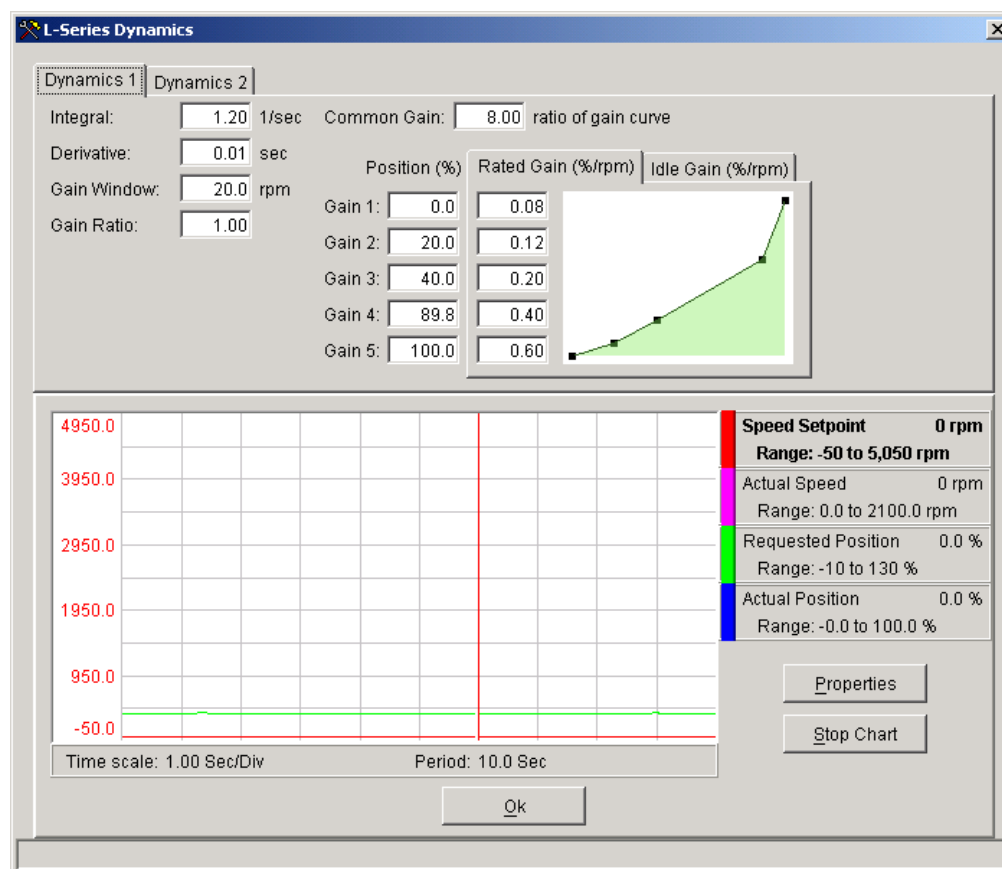 L-Series Dynamics
Dynamics 1 Dynamics 2
Integral: 1.20 1/sec Common Gain: 8.00 ratio of gain curve
Derivative: 0.01 sec
Gain Window: 20.0 rpm
Gain Ratio: 1.00
Position (%) Rated Gain (%/rpm) Idle Gain (%/rpm)
Gain 1: 0.0 0.08
Gain 2: 20.0 0.12
Gain 3: 40.0 0.20
Gain 4: 89.8 0.40
Gain 5: 100.0 0.60
4950.0
3950.0
2950.0
1950.0
950.0
-50.0
Time scale: 1.00 Sec/Div Period: 10.0 Sec
Speed Setpoint 0 rpm
Range: -50 to 5,050 rpm
Actual Speed 0 rpm
Range: 0.0 to 2100.0 rpm
Requested Position 0.0 %
Range: -10 to 130 %
Actual Position 0.0 %
Range: -0.0 to 100.0 %
Properties
Stop Chart
Ok